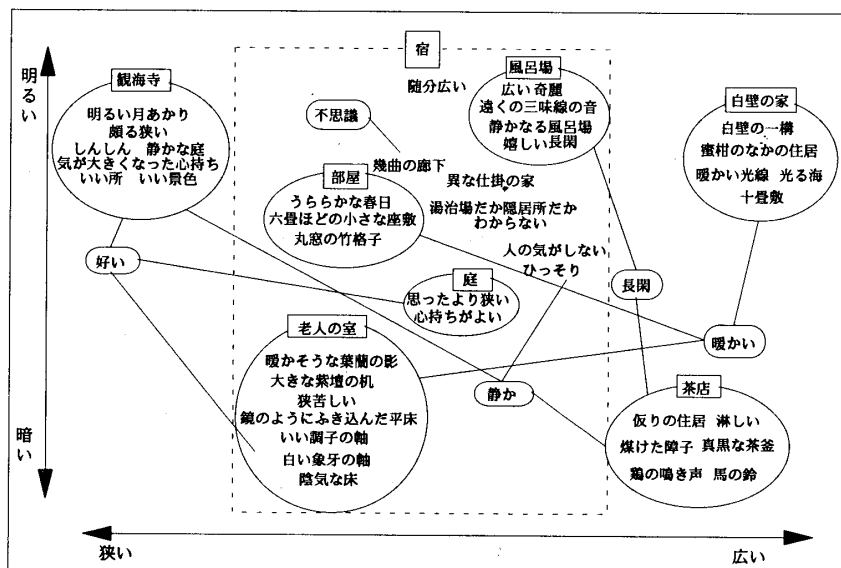 明るい
暗い
狭い
広い
宿
随分広い
観海寺
明るい月あかり
頗る狭い
しんしん 静かな庭
気が大きくなった心持ち
いい所 いい景色
不思議
幾曲の廊下
風呂場
広い 奇麗
遠くの三味線の音
静かなる風呂場
嬉しい 長閑
白壁の家
白壁の一構
蜜柑のなかの住居
暖かい光線 光る海
十畳敷
部屋
うららかな春日
六畳ほどの小さな座敷
丸窓の竹格子
異な仕掛の家
湯治場だか隠居所だか
わからない
人の気がしない
ひっそり
好い
庭
思ったより狭い
心持ちがよい
長閑
暖かい
老人の室
暖かそうな葉蘭の影
大きな紫壇の机
狭苦しい
鏡のようにふき込んだ平床
いい調子の軸
白い象牙の軸
陰気な床
静か
茶店
仮りの住居 淋しい
煤けた障子 真黒な茶釜
鶏の鳴き声 馬の鈴